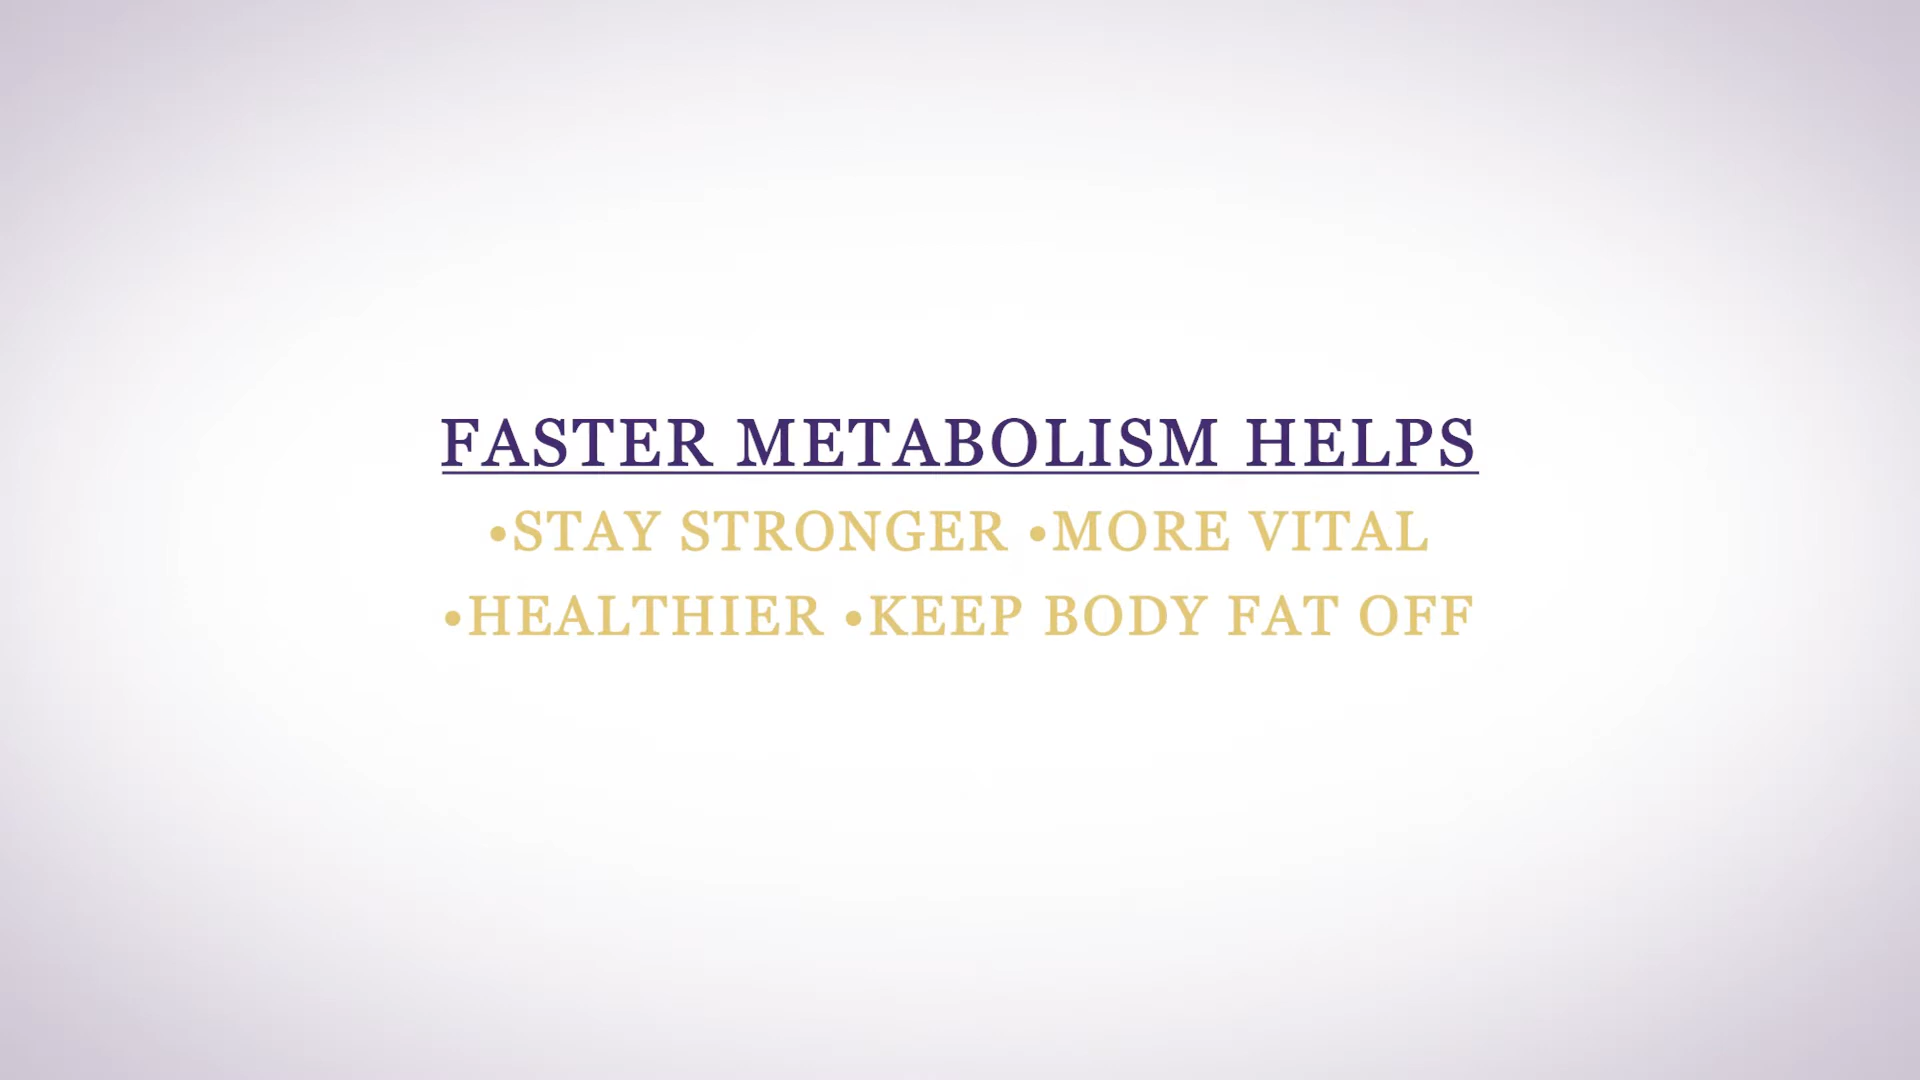 FASTER METABOLISM HELPS
•STAY STRONGER •MORE VITAL
•HEALTHIER •KEEP BODY FAT OFF